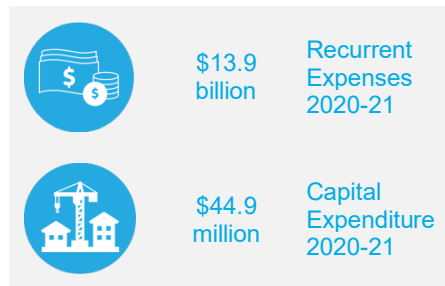 $13.9
billion
Recurrent
Expenses
2020-21
$44.9
million
Capital
Expenditure
2020-21